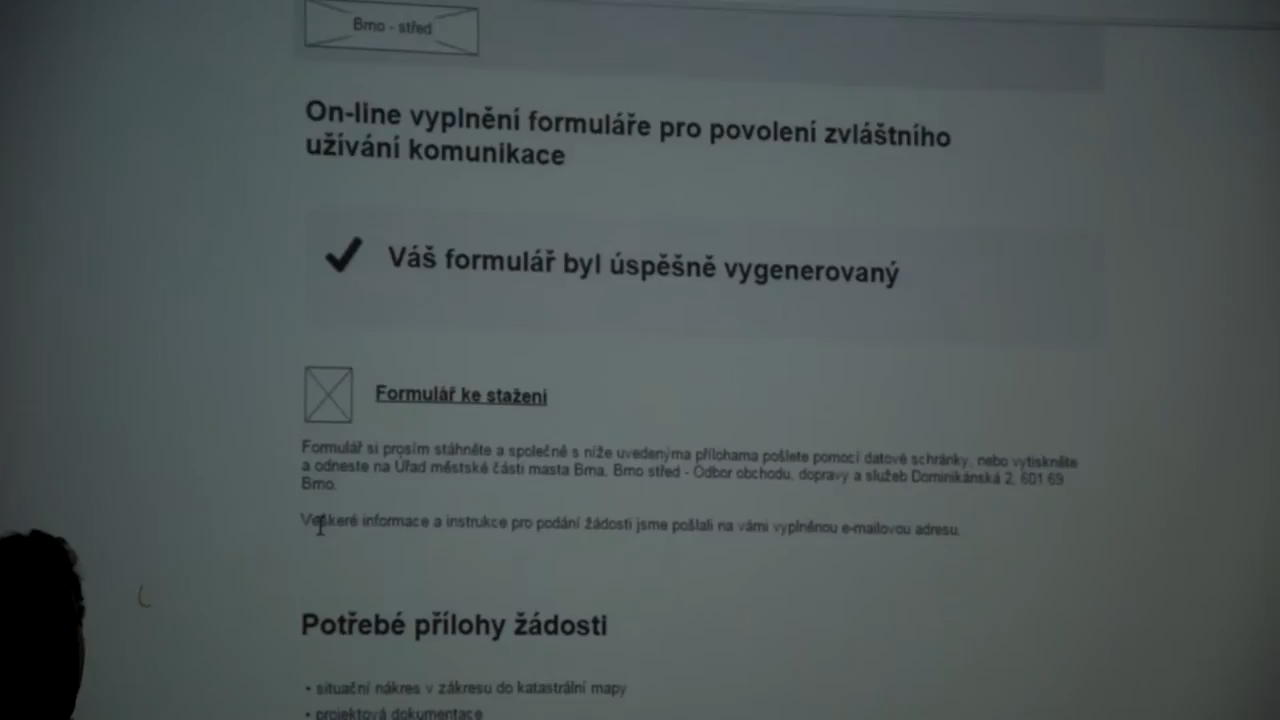 Brno - střed
On-line vyplnění formuláře pro povolení zvláštního
užívání komunikace
Váš formulář byl úspěšně vygenerovaný
Formulář ke stažení
Formulář si prosím stáhněte a společně s níže uvedenýma přílohama pošlete pomocí datové schránky, nebo vytiskněte
a odneste na Úřad městské části masta Brna, Brno střed - Odbor obchodu, dopravy a služeb Dominikánská 2, 601 69
Brno.
Veškeré informace a instrukce pro podání žádosti jsme pošlali na vámi vyplněnou e-mailovou adresu.
Potřebé přílohy žádosti
• situační nákres v zákresu do katastrální mapy
• projektová dokumentace